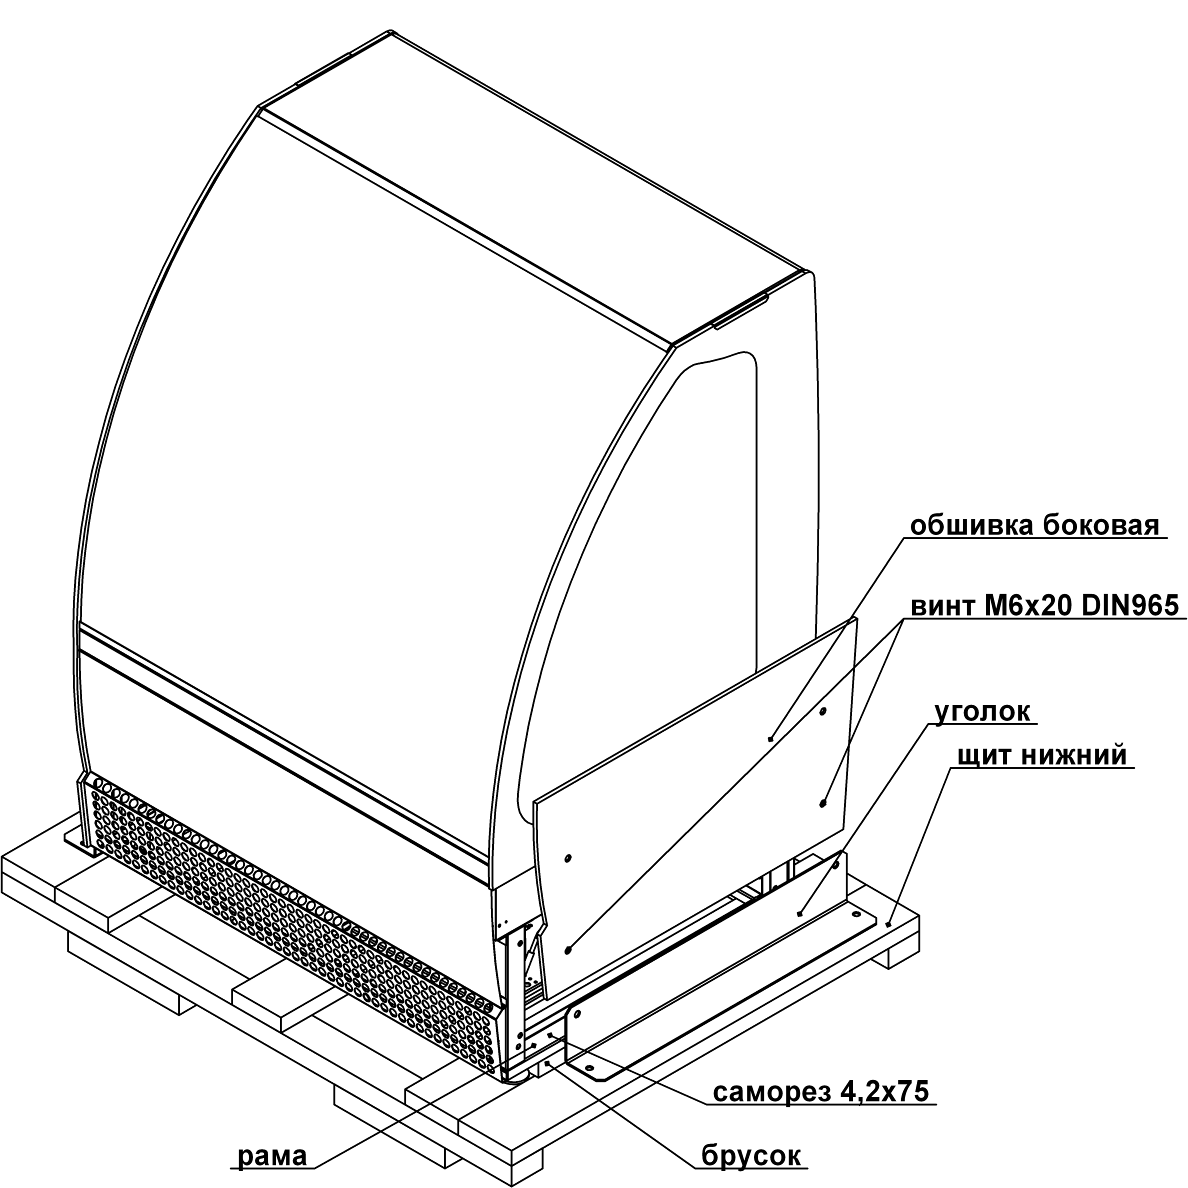 обшивка боковая
винт М6х20 DIN965
уголок
щит нижний
саморез 4,2х75
рама
брусок